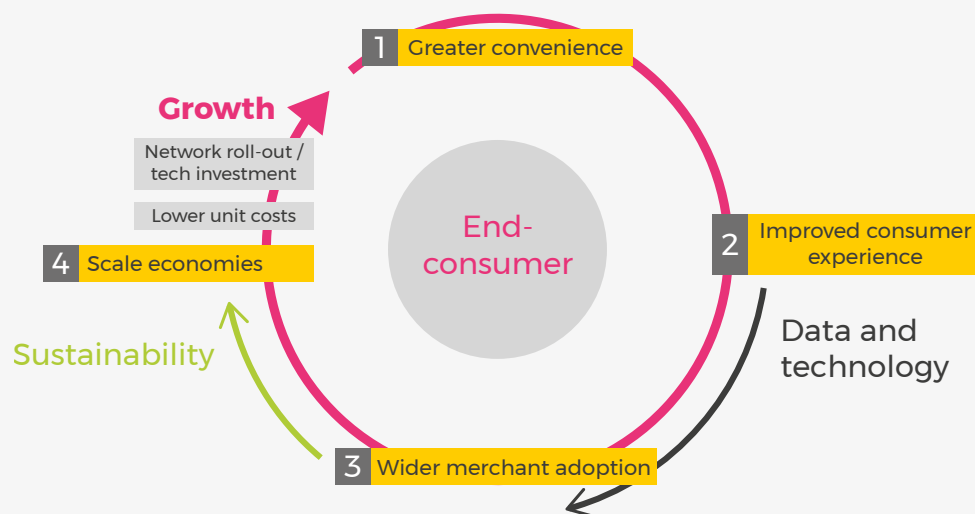 1 Greater convenience
Growth
Network roll-out /
tech investment
Lower unit costs
4 Scale economies
End-
consumer
2 Improved consumer
experience
Sustainability
Data and
technology
3 Wider merchant adoption